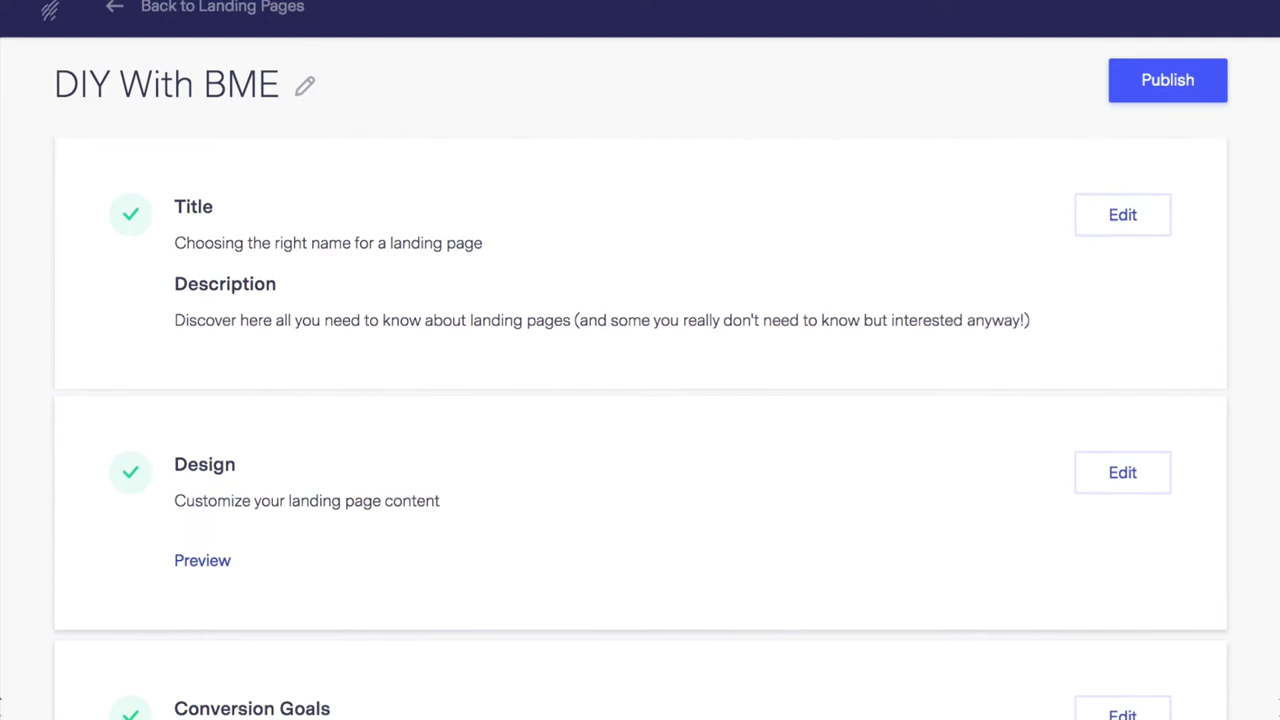 Back to Landing Pages
DIY With BME
Publish
Title
Edit
Choosing the right name for a landing page
Description
Discover here all you need to know about landing pages (and some you really don't need to know but interested anyway!)
Design
Edit
Customize your landing page content
Preview
Conversion Goals
Edit